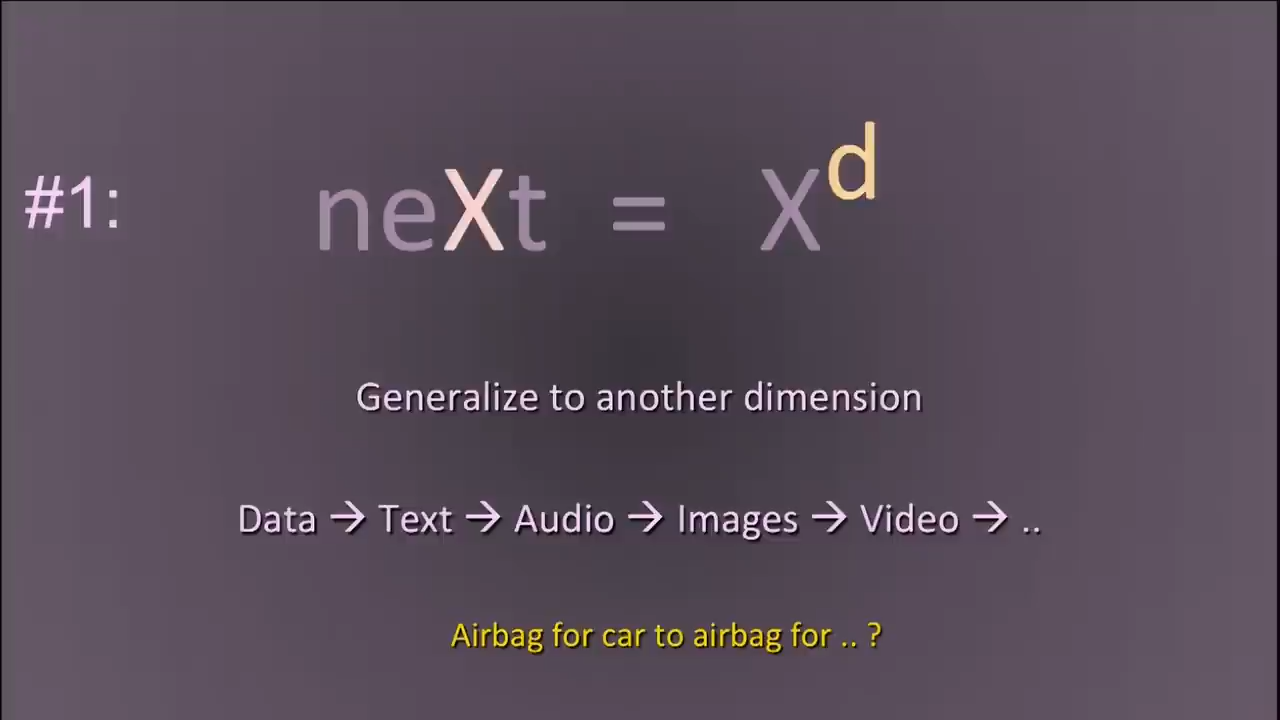 #1: neXt = X^d
Generalize to another dimension
Data → Text → Audio → Images → Video → ..
Airbag for car to airbag for .. ?